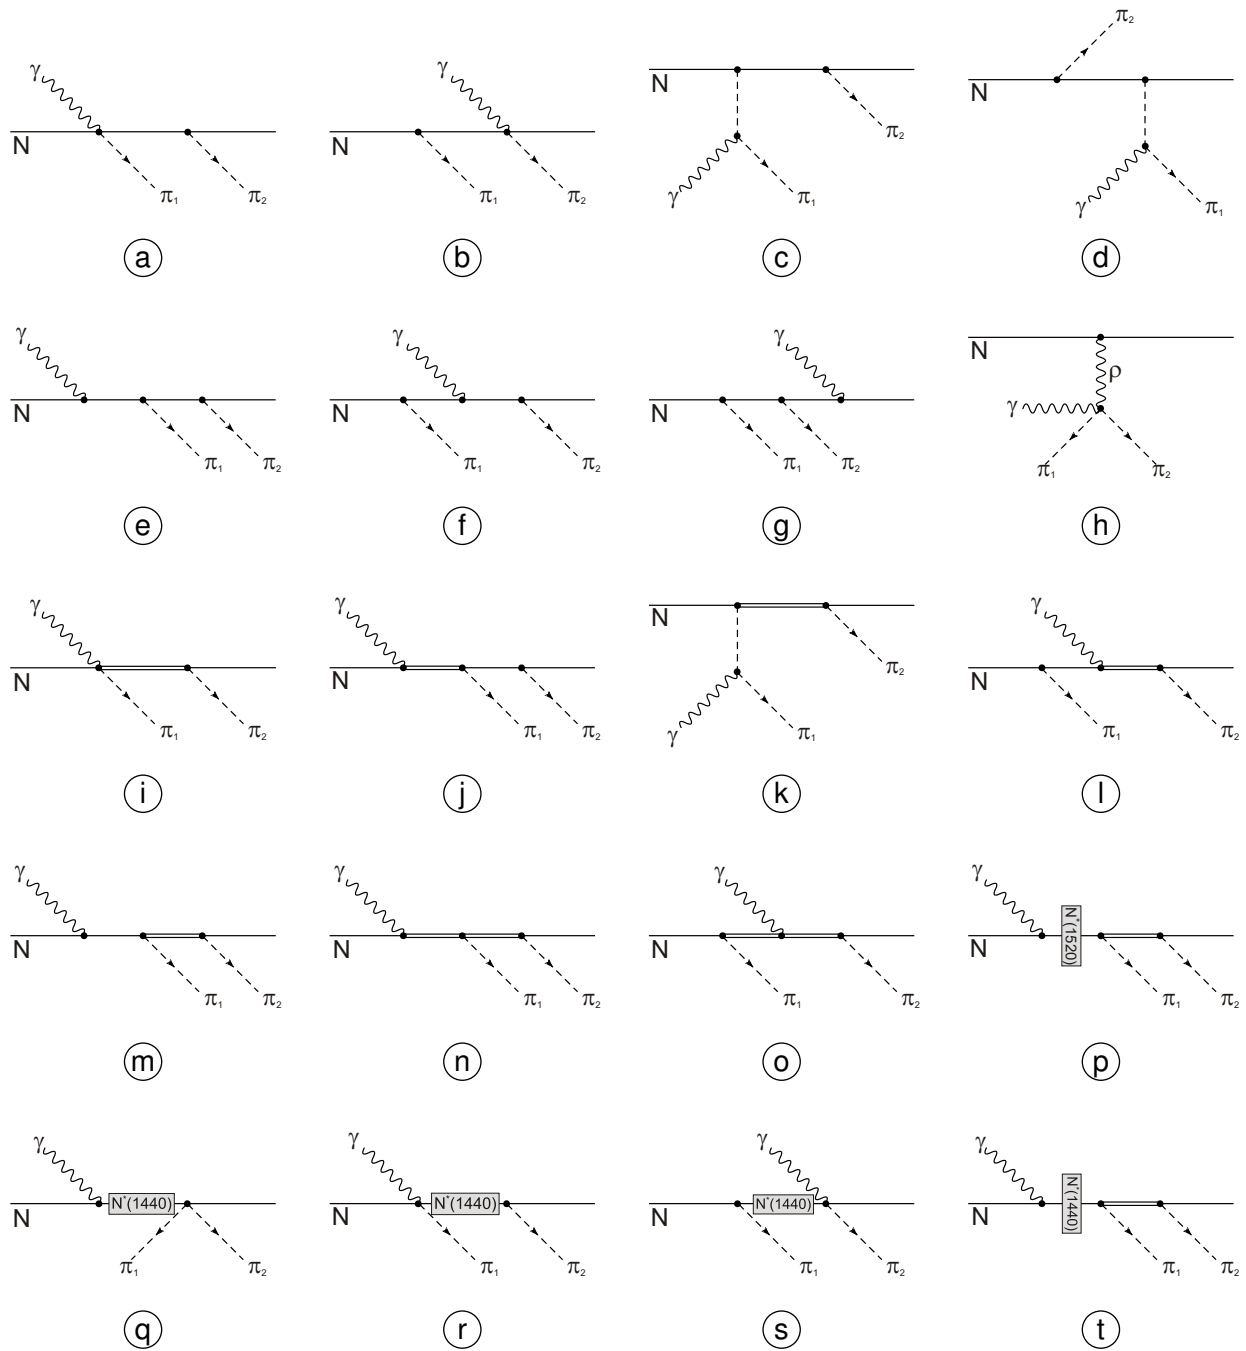 π₂
γ γ
N N N N
π₁ π₂ π₁ π₂ γ π₁ π₂ γ π₁
a b c d
γ γ γ
N N N N
ρ
γ
π₁ π₂ π₁ π₂ π₁ π₂ π₁ π₂
e f g h
γ γ γ
N N N N
π₁ π₂ π₁ π₂ γ π₁ π₂ π₁ π₂
i j k l
γ γ γ γ
N N N N
N*(1520)
π₁ π₂ π₁ π₂ π₁ π₂ π₁ π₂
m n o p
γ γ γ γ
N*(1440) N*(1440) N*(1440) N*(1440)
N N N N
π₁ π₂ π₁ π₂ π₁ π₂ π₁ π₂
q r s t